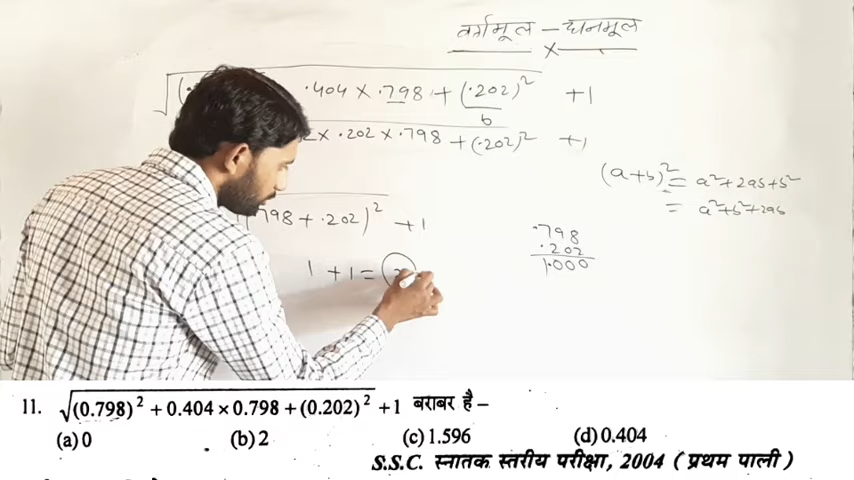 वर्गमूल - घनमूल
×
.404 × .798 + (.202)² + 1
b
2 × .202 × .798 + (.202)² + 1
(a+b)² = a²+2ab+b²
= a²+b²+2ab
.798 + .202)² + 1
.798
.202
1.000
1 + 1 =
11. √(0.798)² + 0.404 × 0.798 + (0.202)² + 1 बराबर है –
(a) 0 (b) 2 (c) 1.596 (d) 0.404
S.S.C. स्नातक स्तरीय परीक्षा, 2004 ( प्रथम पाली )